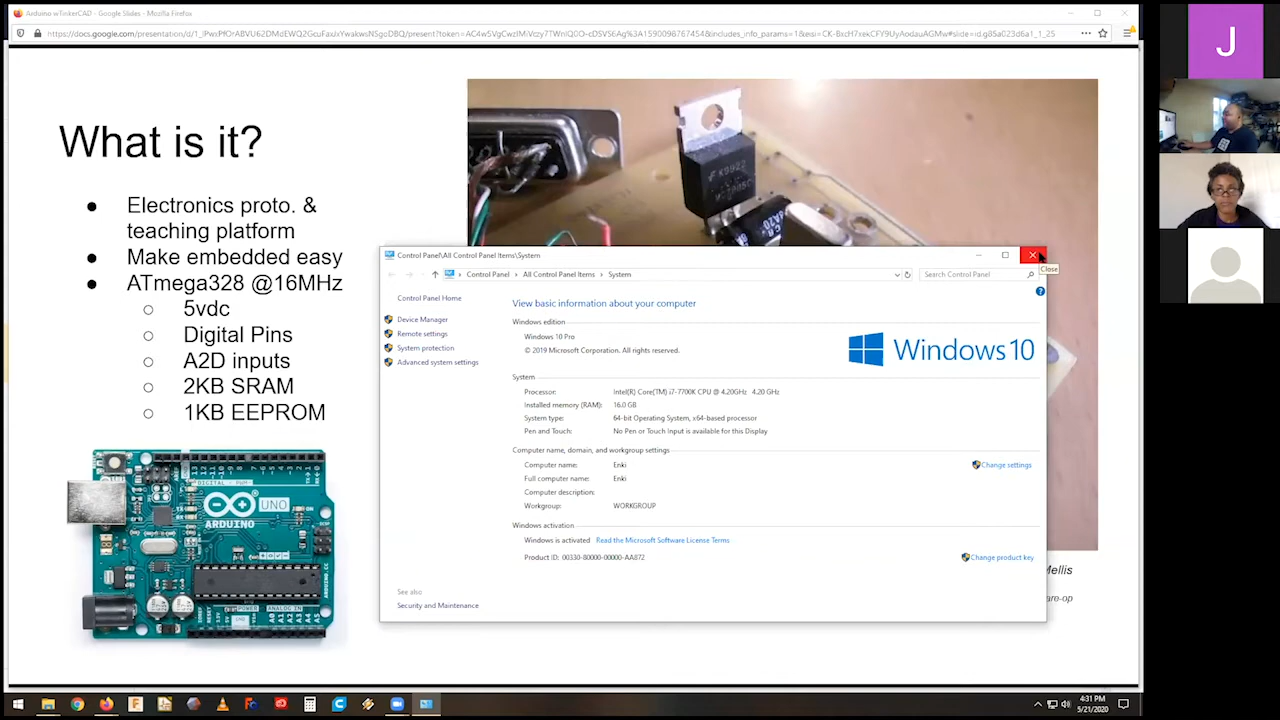 Arduino wTinkerCAD - Google Slides - Mozilla Firefox
J
What is it?
● Electronics proto. &
teaching platform
● Make embedded easy
● ATmega328 @16MHz
○ 5vdc
○ Digital Pins
○ A2D inputs
○ 2KB SRAM
○ 1KB EEPROM
UNO
ARDUINO
Control Panel\All Control Panel Items\System
Close
Control Panel > All Control Panel Items > System
Search Control Panel
Control Panel Home
Device Manager
Remote settings
System protection
Advanced system settings
See also
Security and Maintenance
View basic information about your computer
Windows edition
Windows 10 Pro
© 2019 Microsoft Corporation. All rights reserved.
Windows 10
System
Processor: Intel(R) Core(TM) i7-7700K CPU @ 4.20GHz 4.20 GHz
Installed memory (RAM): 16.0 GB
System type: 64-bit Operating System, x64-based processor
Pen and Touch: No Pen or Touch Input is available for this Display
Computer name, domain, and workgroup settings
Computer name: Enki
Change settings
Full computer name: Enki
Computer description:
Workgroup: WORKGROUP
Windows activation
Windows is activated Read the Microsoft Software License Terms
Product ID: 00330-80000-00000-AA872
Change product key
Mellis
are-op
4:31 PM
5/21/2020